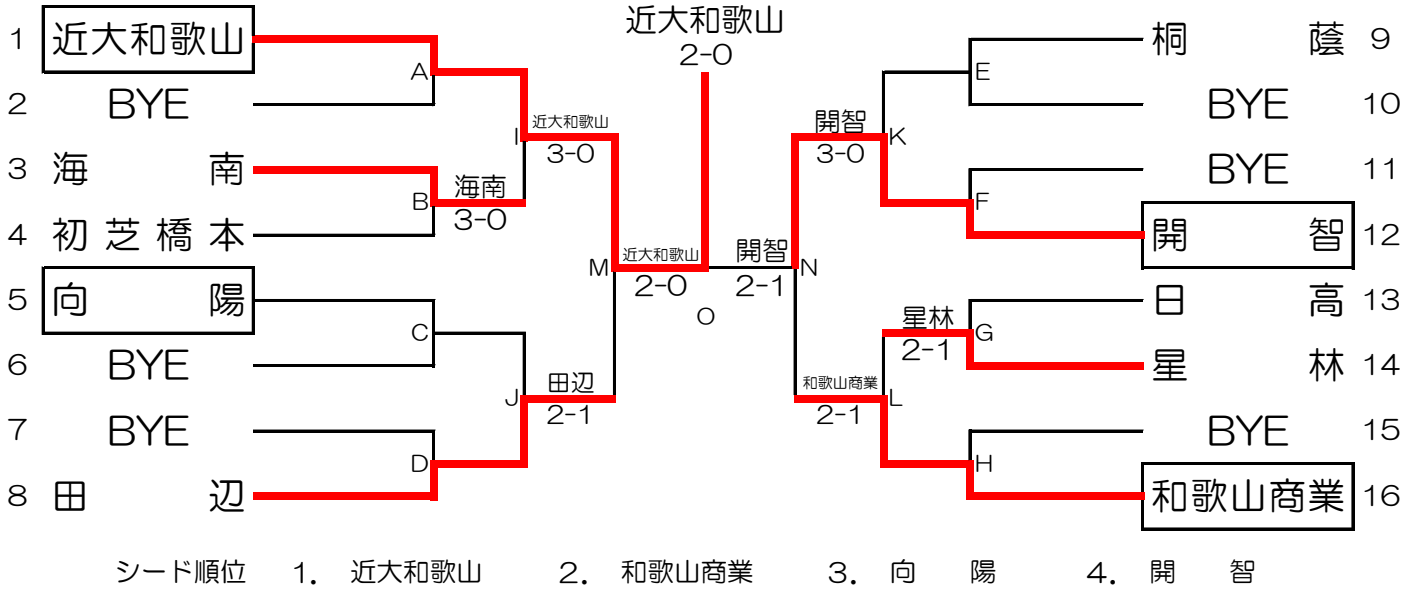 近大和歌山
2-0
1 近大和歌山
2 BYE
3 海 南
4 初芝橋本
5 向 陽
6 BYE
7 BYE
8 田 辺
A
B
C
D
海南
3-0
I
J
近大和歌山
3-0
田辺
2-1
M
近大和歌山
2-0
O
開智
2-1
N
開智
3-0
和歌山商業
2-1
K
L
星林
2-1
E
F
G
H
桐 蔭 9
BYE 10
BYE 11
開 智 12
日 高 13
星 林 14
BYE 15
和歌山商業 16
シード順位 1. 近大和歌山 2. 和歌山商業 3. 向 陽 4. 開 智